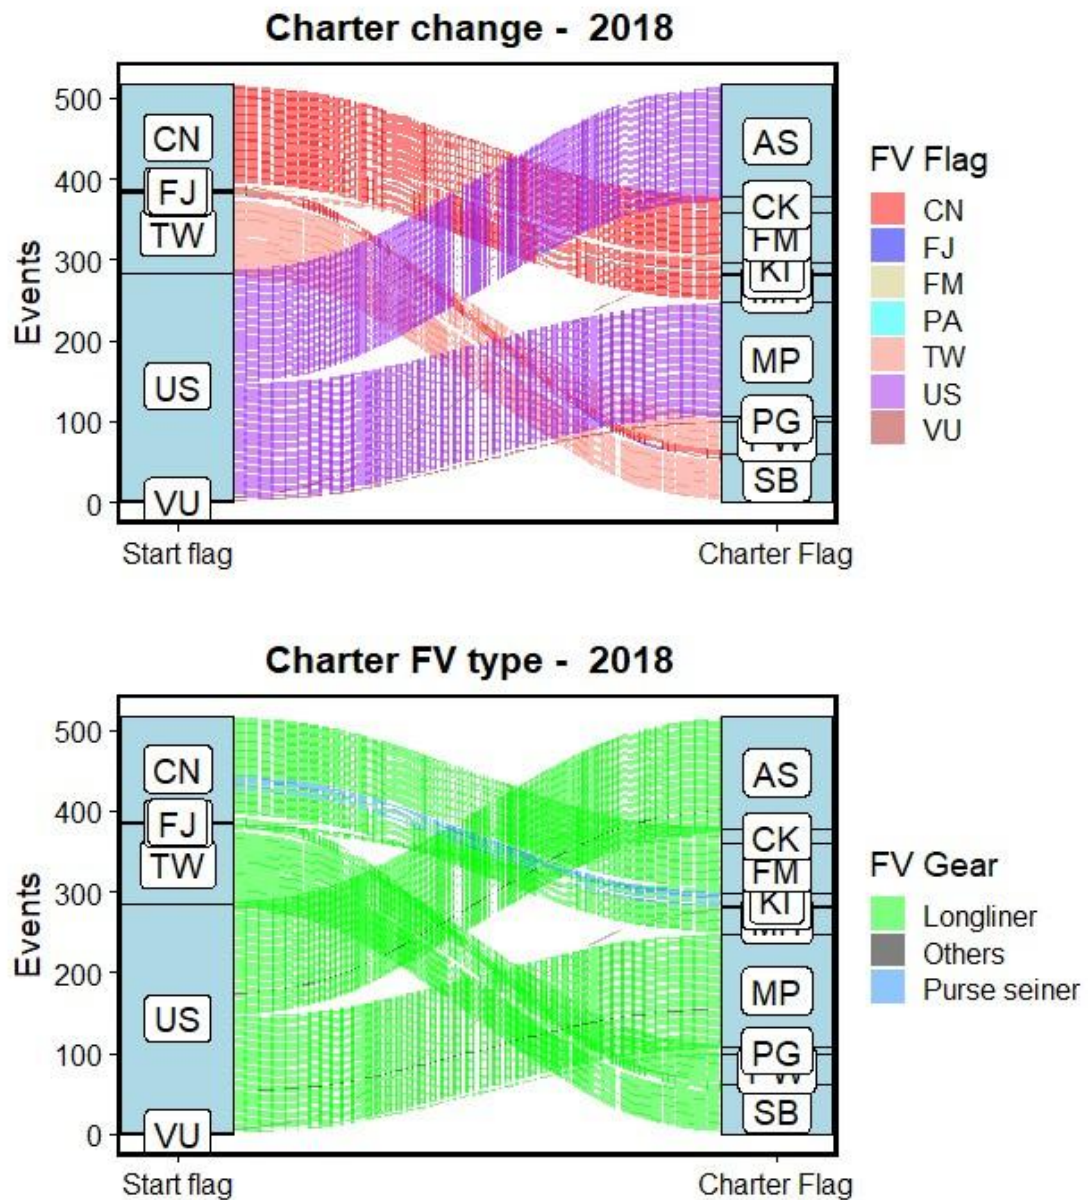 Charter change - 2018
500
400
300
200
100
0
Events
CN
FJ
TW
US
VU
AS
CK
FM
KI
MP
PG
PW
SB
Start flag
Charter Flag
FV Flag
CN
FJ
FM
PA
TW
US
VU
Charter FV type - 2018
500
400
300
200
100
0
Events
CN
FJ
TW
US
VU
AS
CK
FM
KI
MP
PG
PW
SB
Start flag
Charter Flag
FV Gear
Longliner
Others
Purse seiner